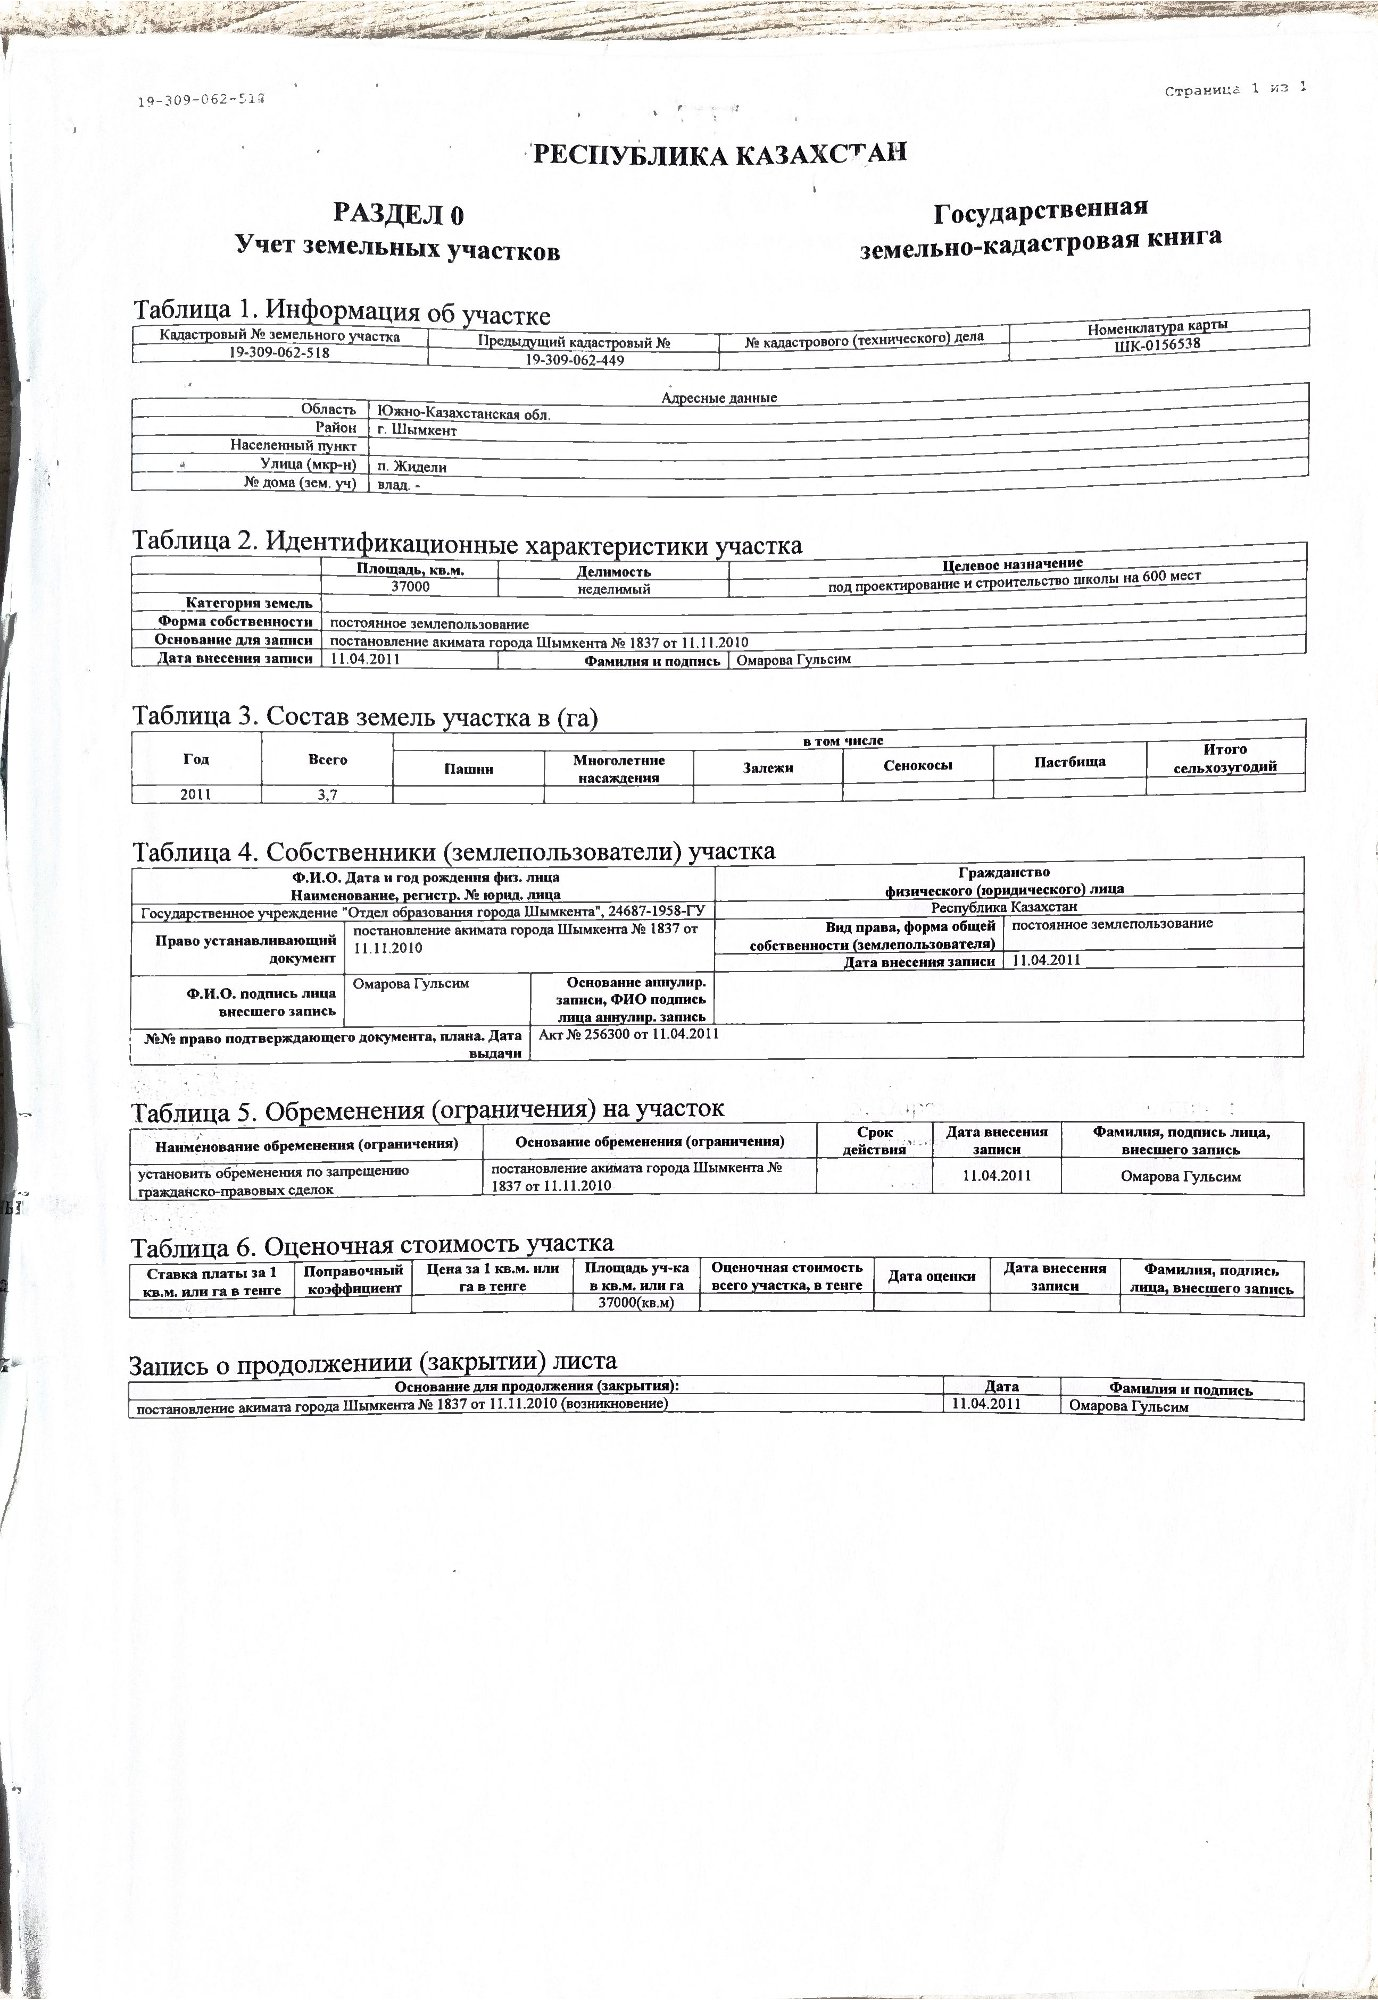 19-309-062-518
Страница 1 из 1
РЕСПУБЛИКА КАЗАХСТАН
РАЗДЕЛ 0
Учет земельных участков
Государственная
земельно-кадастровая книга
Таблица 1. Информация об участке
Кадастровый № земельного участка Предыдущий кадастровый № № кадастрового (технического) дела Номенклатура карты
19-309-062-518 19-309-062-449 ШК-0156538
Адресные данные
Область Южно-Казахстанская обл.
Район г. Шымкент
Населенный пункт
Улица (мкр-н) п. Жидели
№ дома (зем. уч) влад. -
Таблица 2. Идентификационные характеристики участка
Площадь, кв.м. Делимость Целевое назначение
37000 неделимый под проектирование и строительство школы на 600 мест
Категория земель
Форма собственности постоянное землепользование
Основание для записи постановление акимата города Шымкента № 1837 от 11.11.2010
Дата внесения записи 11.04.2011 Фамилия и подпись Омарова Гульсим
Таблица 3. Состав земель участка в (га)
Год Всего в том числе
Пашни Многолетние насаждения Залежи Сенокосы Пастбища Итого сельхозугодий
2011 3,7
Таблица 4. Собственники (землепользователи) участка
Ф.И.О. Дата и год рождения физ. лица
Наименование, регистр. № юрид. лица
Гражданство
физического (юридического) лица
Государственное учреждение "Отдел образования города Шымкента", 24687-1958-ГУ Республика Казахстан
Право устанавливающий документ
постановление акимата города Шымкента № 1837 от 11.11.2010
Вид права, форма общей собственности (землепользователя)
постоянное землепользование
Дата внесения записи 11.04.2011
Ф.И.О. подпись лица внесшего запись
Омарова Гульсим
Основание аннулир. записи, ФИО подпись лица аннулир. запись
№№ право подтверждающего документа, плана. Дата выдачи
Акт № 256300 от 11.04.2011
Таблица 5. Обременения (ограничения) на участок
Наименование обременения (ограничения) Основание обременения (ограничения) Срок действия Дата внесения записи Фамилия, подпись лица, внесшего запись
установить обременения по запрещению гражданско-правовых сделок
постановление акимата города Шымкента № 1837 от 11.11.2010
11.04.2011 Омарова Гульсим
Таблица 6. Оценочная стоимость участка
Ставка платы за 1 кв.м. или га в тенге Поправочный коэффициент Цена за 1 кв.м. или га в тенге Площадь уч-ка в кв.м. или га Оценочная стоимость всего участка, в тенге Дата оценки Дата внесения записи Фамилия, подпись лица, внесшего запись
37000(кв.м)
Запись о продолжениии (закрытии) листа
Основание для продолжения (закрытия): Дата Фамилия и подпись
постановление акимата города Шымкента № 1837 от 11.11.2010 (возникновение) 11.04.2011 Омарова Гульсим